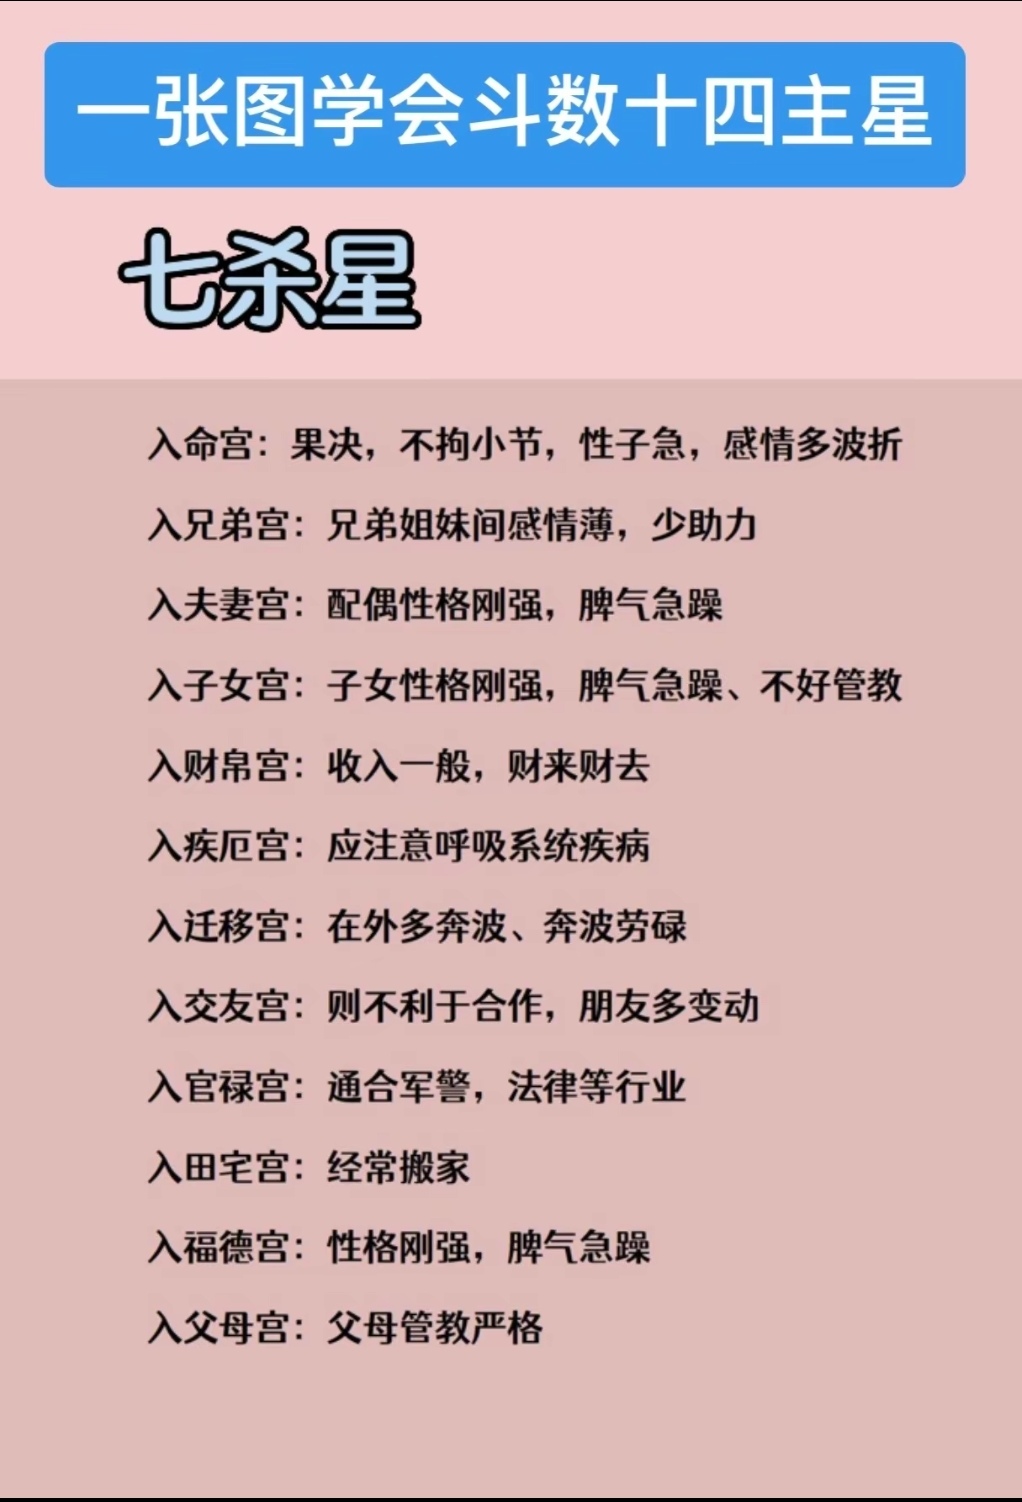 一张图学会斗数十四主星
七杀星
入命宫：果决，不拘小节，性子急，感情多波折
入兄弟宫：兄弟姐妹间感情薄，少助力
入夫妻宫：配偶性格刚强，脾气急躁
入子女宫：子女性格刚强，脾气急躁、不好管教
入财帛宫：收入一般，财来财去
入疾厄宫：应注意呼吸系统疾病
入迁移宫：在外多奔波、奔波劳碌
入交友宫：则不利于合作，朋友多变动
入官禄宫：通合军警，法律等行业
入田宅宫：经常搬家
入福德宫：性格刚强，脾气急躁
入父母宫：父母管教严格